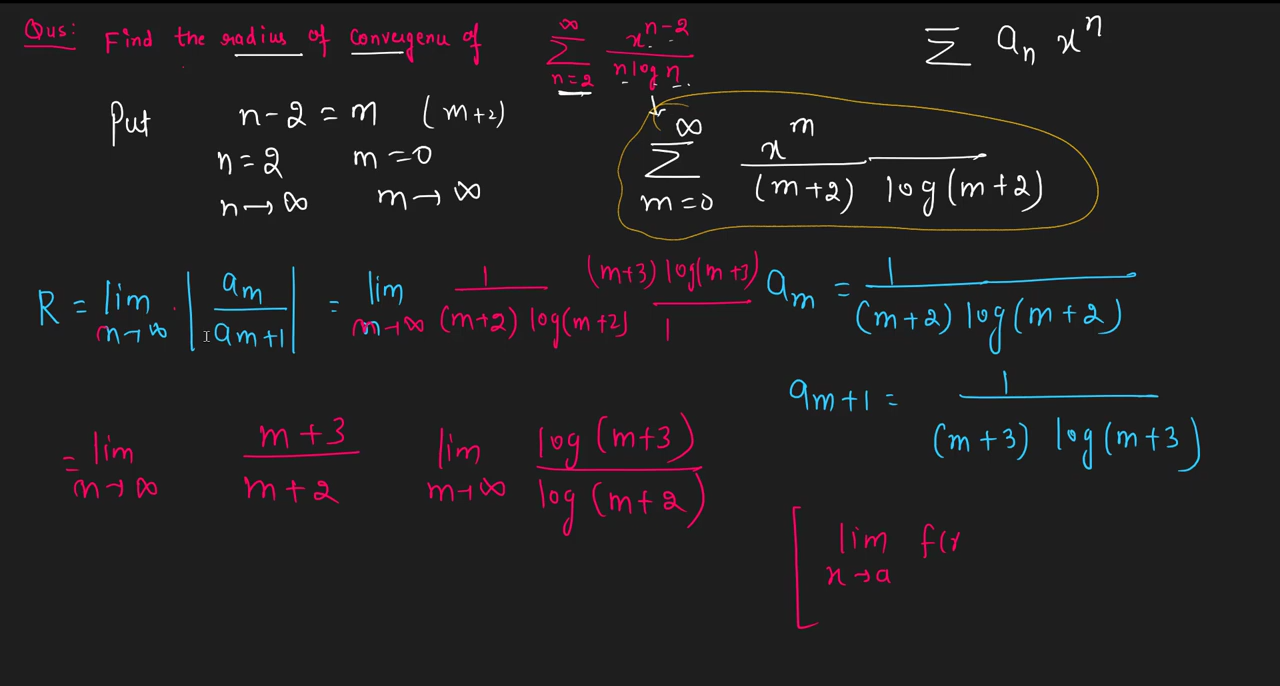 Qus: Find the radius of convergenu of ∑_{n=2}^{∞} x^{n-2} / (n log n)
∑ a_n x^n
Put n-2 = m (m+2)
n=2 m=0
n→∞ m→∞
∑_{m=0}^{∞} x^m / ((m+2) log(m+2))
R = lim_{m→∞} |a_m / a_{m+1}| = lim_{m→∞} 1 / ((m+2) log(m+2)) (m+3) log(m+3) / 1
a_m = 1 / ((m+2) log(m+2))
a_{m+1} = 1 / ((m+3) log(m+3))
= lim_{m→∞} (m+3) / (m+2) lim_{m→∞} log(m+3) / log(m+2)
[ lim_{x→a} f(x